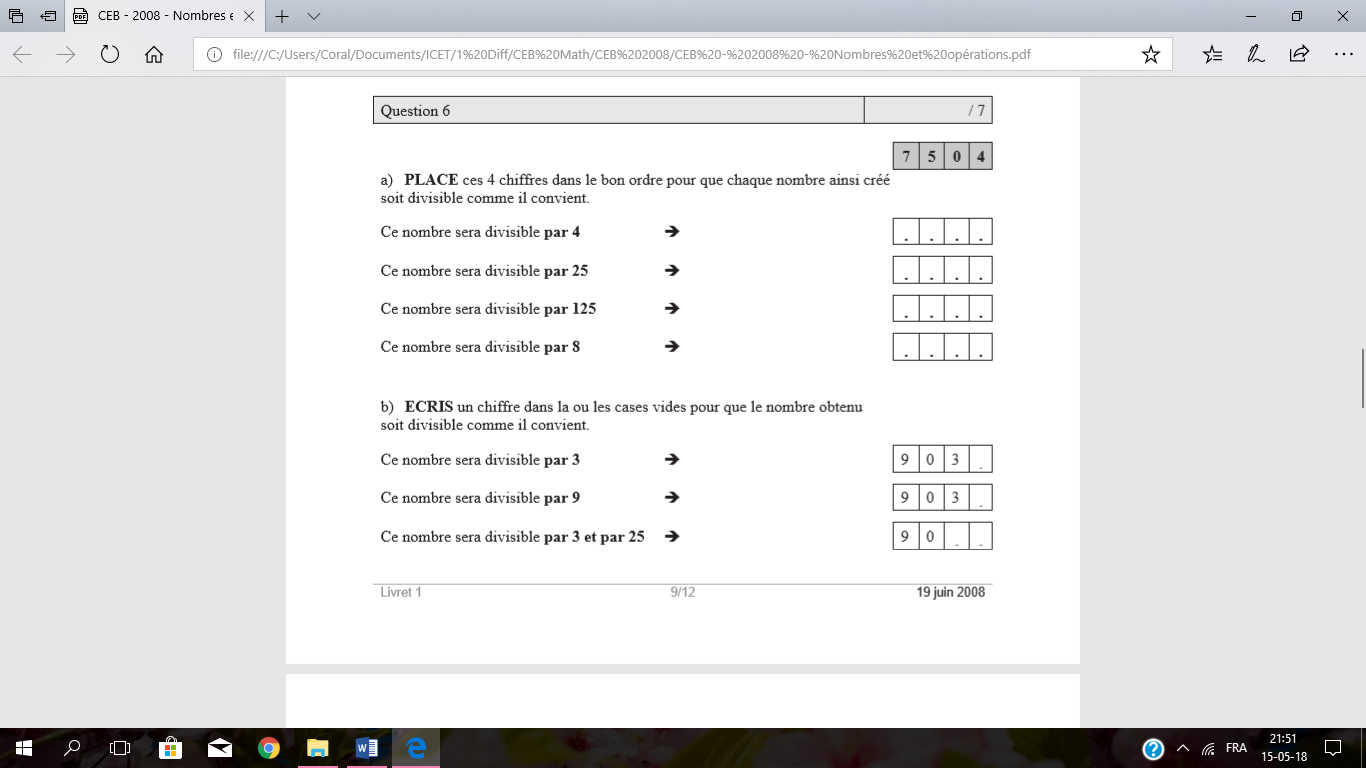 CEB - 2008 - Nombres e
file:///C:/Users/Coral/Documents/ICET/1%20Diff/CEB%20Math/CEB%202008/CEB%20-%202008%20-%20Nombres%20et%20opérations.pdf
Question 6 / 7
7 5 0 4
a) PLACE ces 4 chiffres dans le bon ordre pour que chaque nombre ainsi créé
soit divisible comme il convient.
Ce nombre sera divisible par 4 ➔ . . . .
Ce nombre sera divisible par 25 ➔ . . . .
Ce nombre sera divisible par 125 ➔ . . . .
Ce nombre sera divisible par 8 ➔ . . . .
b) ECRIS un chiffre dans la ou les cases vides pour que le nombre obtenu
soit divisible comme il convient.
Ce nombre sera divisible par 3 ➔ 9 0 3 .
Ce nombre sera divisible par 9 ➔ 9 0 3 .
Ce nombre sera divisible par 3 et par 25 ➔ 9 0 . .
Livret 1 9/12 19 juin 2008
FRA
21:51
15-05-18